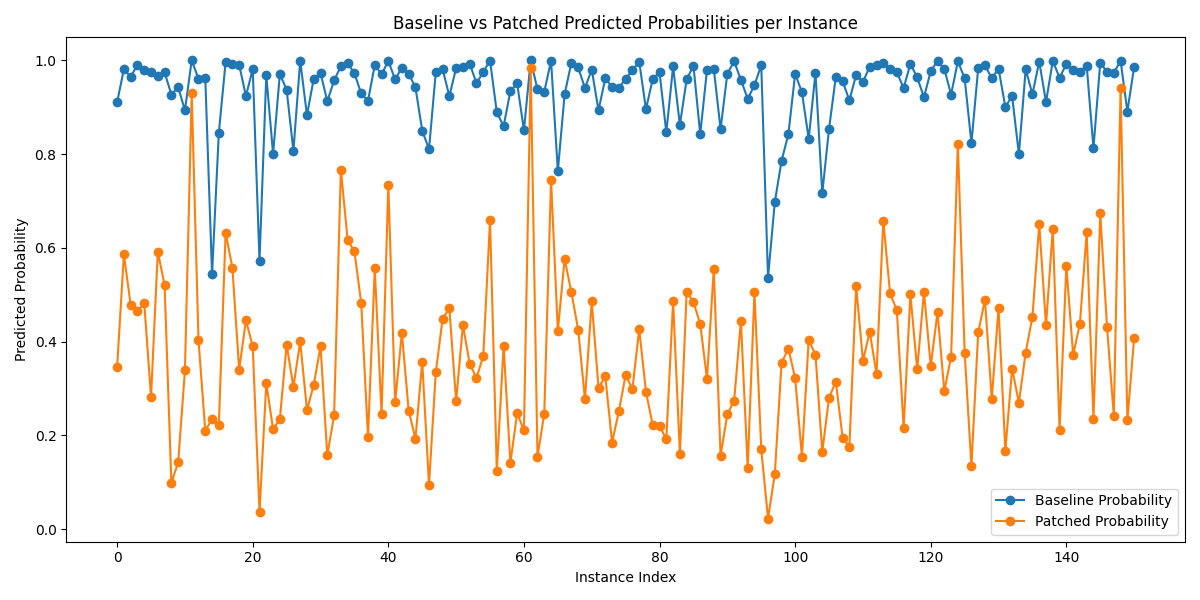 Baseline vs Patched Predicted Probabilities per Instance
Predicted Probability
1.0
0.8
0.6
0.4
0.2
0.0
0 20 40 60 80 100 120 140
Instance Index
Baseline Probability
Patched Probability